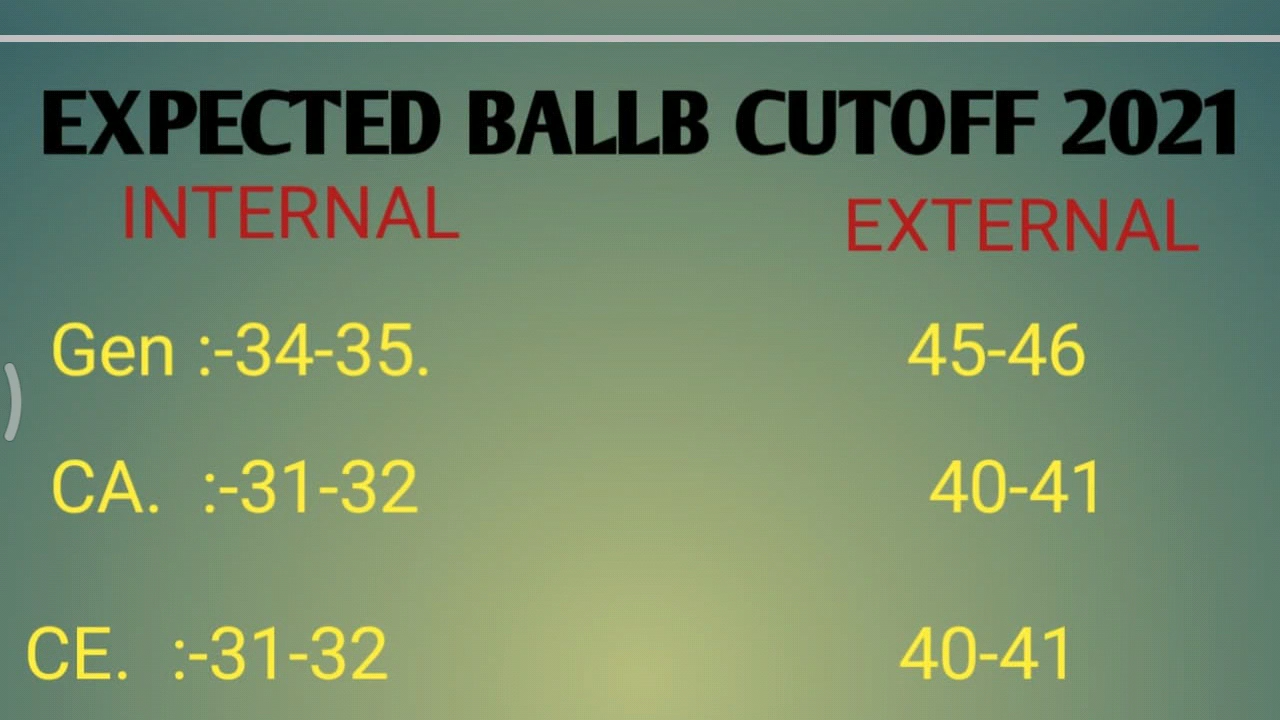 EXPECTED BALLB CUTOFF 2021
INTERNAL EXTERNAL
Gen :-34-35. 45-46
CA. :-31-32 40-41
CE. :-31-32 40-41